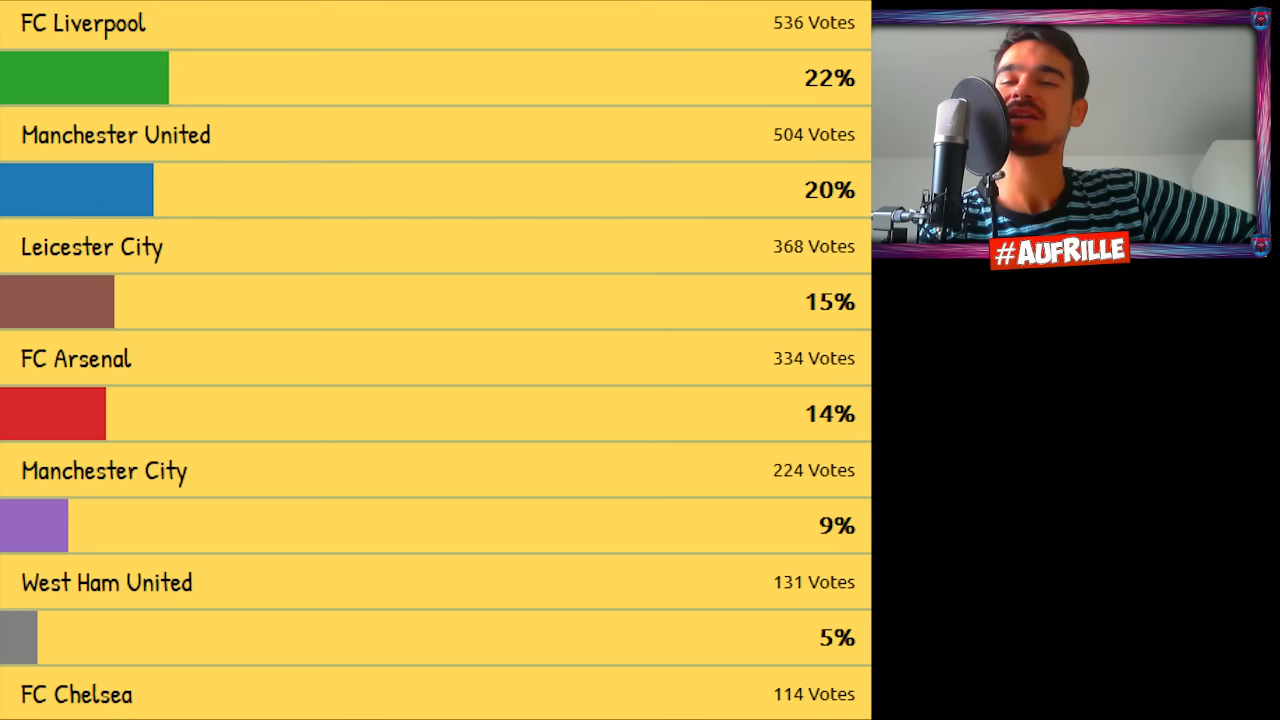 FC Liverpool 536 Votes
22%
Manchester United 504 Votes
20%
Leicester City 368 Votes
15%
FC Arsenal 334 Votes
14%
Manchester City 224 Votes
9%
West Ham United 131 Votes
5%
FC Chelsea 114 Votes
#AUFRILLE